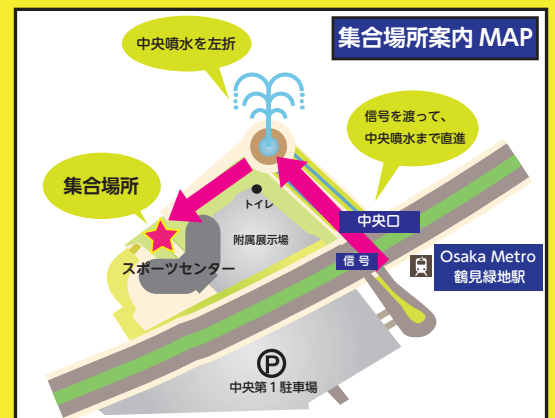 集合場所案内 MAP
中央噴水を左折
信号を渡って、
中央噴水まで直進
集合場所
トイレ
中央口
附属展示場
信号
Osaka Metro
鶴見緑地駅
スポーツセンター
P
中央第1駐車場